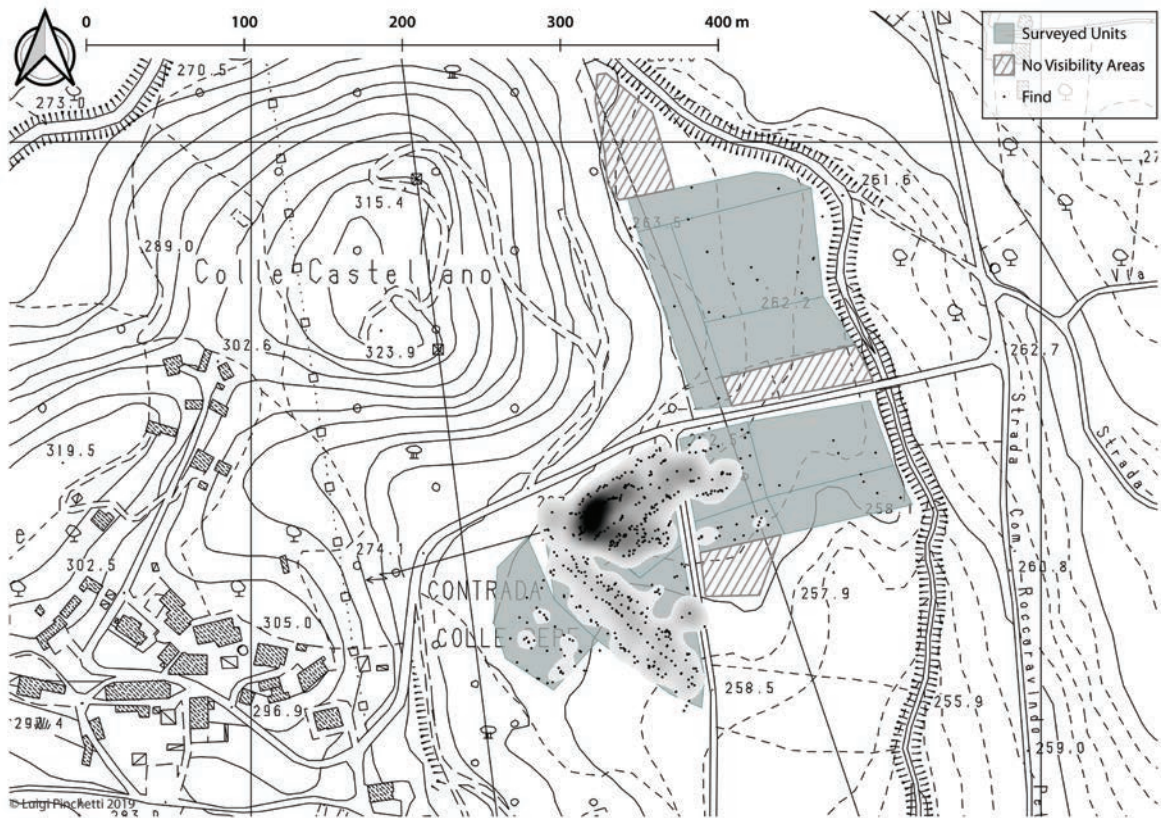 0 100 200 300 400 m
Surveyed Units
No Visibility Areas
Find
270.5
273.0
261.6
315.4
263.5
289.0
Colle Castelvano
262.2
302.6
323.9
262.7
Strada Com. Roccaravindo Pe
Strada
319.5
258
e
274.1
302.5
260.8
CONTRADA
257.9
COLLE
305.0
258.5
296.9
255.9
259.0
© Luigi Pinchetti 2019